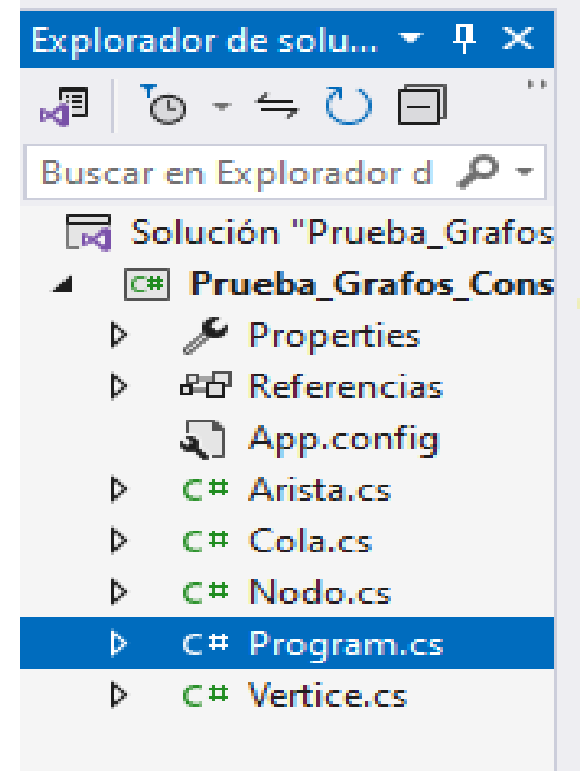 Explorador de solu...
Buscar en Explorador d
Solución "Prueba_Grafos
C# Prueba_Grafos_Cons
Properties
Referencias
App.config
C# Arista.cs
C# Cola.cs
C# Nodo.cs
C# Program.cs
C# Vertice.cs